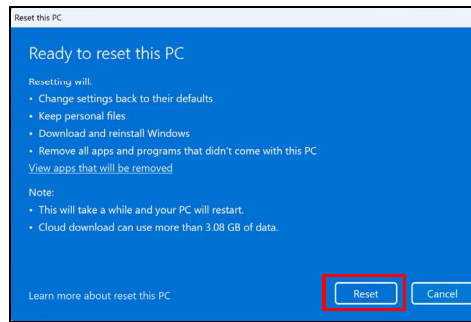 Reset this PC
Ready to reset this PC
Resetting will:
• Change settings back to their defaults
• Keep personal files
• Download and reinstall Windows
• Remove all apps and programs that didn't come with this PC
View apps that will be removed
Note:
• This will take a while and your PC will restart.
• Cloud download can use more than 3.08 GB of data.
Learn more about reset this PC
Reset
Cancel